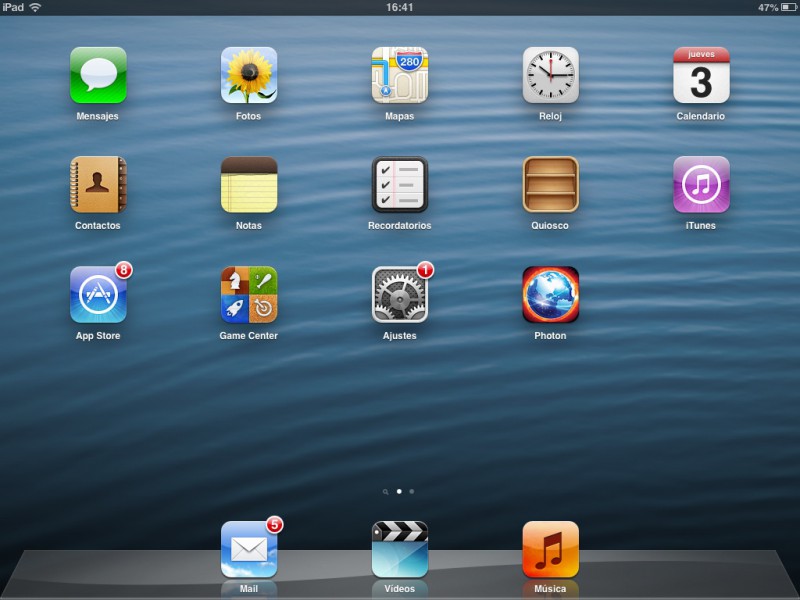 iPad 16:41 47%
280
jueves
3
Mensajes Fotos Mapas Reloj Calendario
Contactos Notas Recordatorios Quiosco iTunes
8 1
App Store Game Center Ajustes Photon
5
Mail Vídeos Música